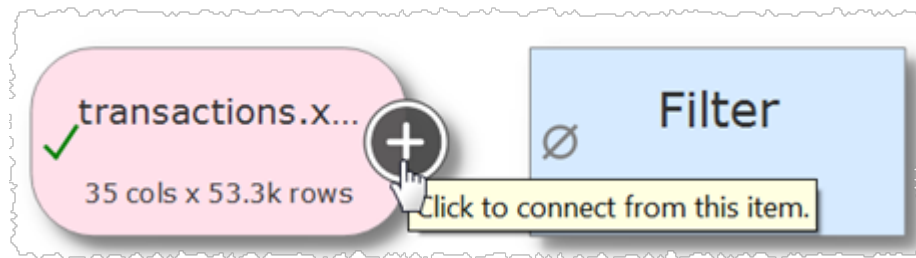 transactions.x...
35 cols x 53.3k rows
Filter
Click to connect from this item.